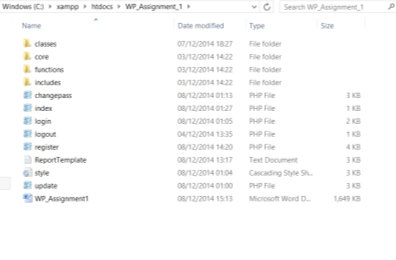 Windows (C:) > xampp > htdocs > WP_Assignment_1 > Search WP_Assignment_1
Name Date modified Type Size
classes 07/12/2014 18:27 File folder
core 03/12/2014 14:22 File folder
functions 03/12/2014 14:22 File folder
includes 03/12/2014 14:22 File folder
changepass 08/12/2014 01:13 PHP File 3 KB
index 08/12/2014 01:27 PHP File 1 KB
login 08/12/2014 01:05 PHP File 2 KB
logout 04/12/2014 13:35 PHP File 1 KB
register 08/12/2014 14:20 PHP File 4 KB
ReportTemplate 08/12/2014 13:17 Text Document 3 KB
style 08/12/2014 01:04 Cascading Style Sh... 3 KB
update 08/12/2014 01:00 PHP File 3 KB
WP_Assignment1 08/12/2014 15:13 Microsoft Word D... 1,649 KB